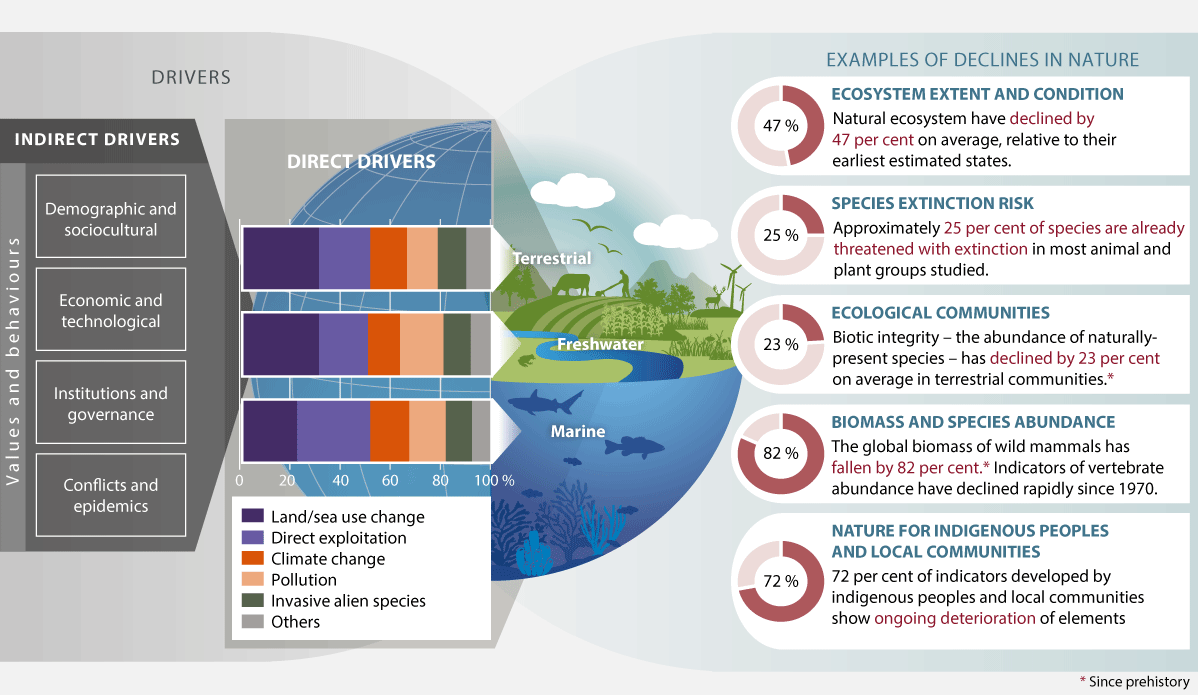 DRIVERS
INDIRECT DRIVERS
Values and behaviours
Demographic and
sociocultural
Economic and
technological
Institutions and
governance
Conflicts and
epidemics
DIRECT DRIVERS
Terrestrial
Freshwater
Marine
0 20 40 60 80 100 %
Land/sea use change
Direct exploitation
Climate change
Pollution
Invasive alien species
Others
EXAMPLES OF DECLINES IN NATURE
47 %
ECOSYSTEM EXTENT AND CONDITION
Natural ecosystem have declined by
47 per cent on average, relative to their
earliest estimated states.
25 %
SPECIES EXTINCTION RISK
Approximately 25 per cent of species are already
threatened with extinction in most animal and
plant groups studied.
23 %
ECOLOGICAL COMMUNITIES
Biotic integrity – the abundance of naturally-
present species – has declined by 23 per cent
on average in terrestrial communities.*
82 %
BIOMASS AND SPECIES ABUNDANCE
The global biomass of wild mammals has
fallen by 82 per cent.* Indicators of vertebrate
abundance have declined rapidly since 1970.
72 %
NATURE FOR INDIGENOUS PEOPLES
AND LOCAL COMMUNITIES
72 per cent of indicators developed by
indigenous peoples and local communities
show ongoing deterioration of elements
* Since prehistory